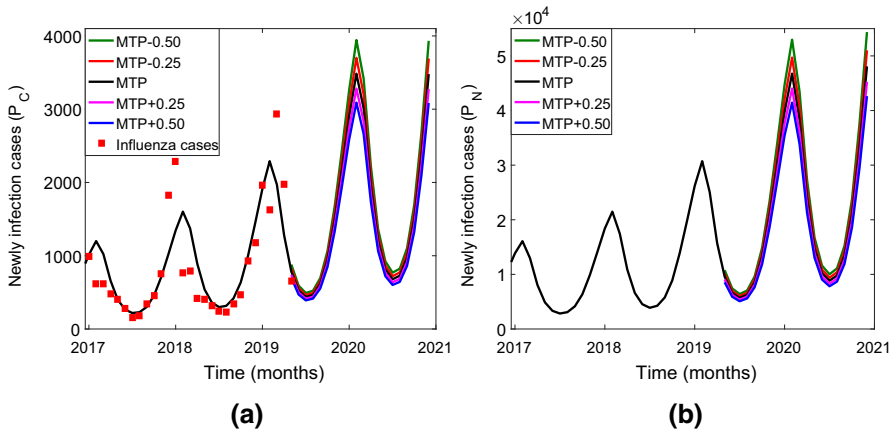 MTP-0.50
MTP-0.25
MTP
MTP+0.25
MTP+0.50
Influenza cases
4000
3000
2000
1000
0
2017 2018 2019 2020 2021
Newly infection cases (P_C)
Time (months)
(a)
×10^4
MTP-0.50
MTP-0.25
MTP
MTP+0.25
MTP+0.50
5
4
3
2
1
0
2017 2018 2019 2020 2021
Newly infection cases (P_N)
Time (months)
(b)